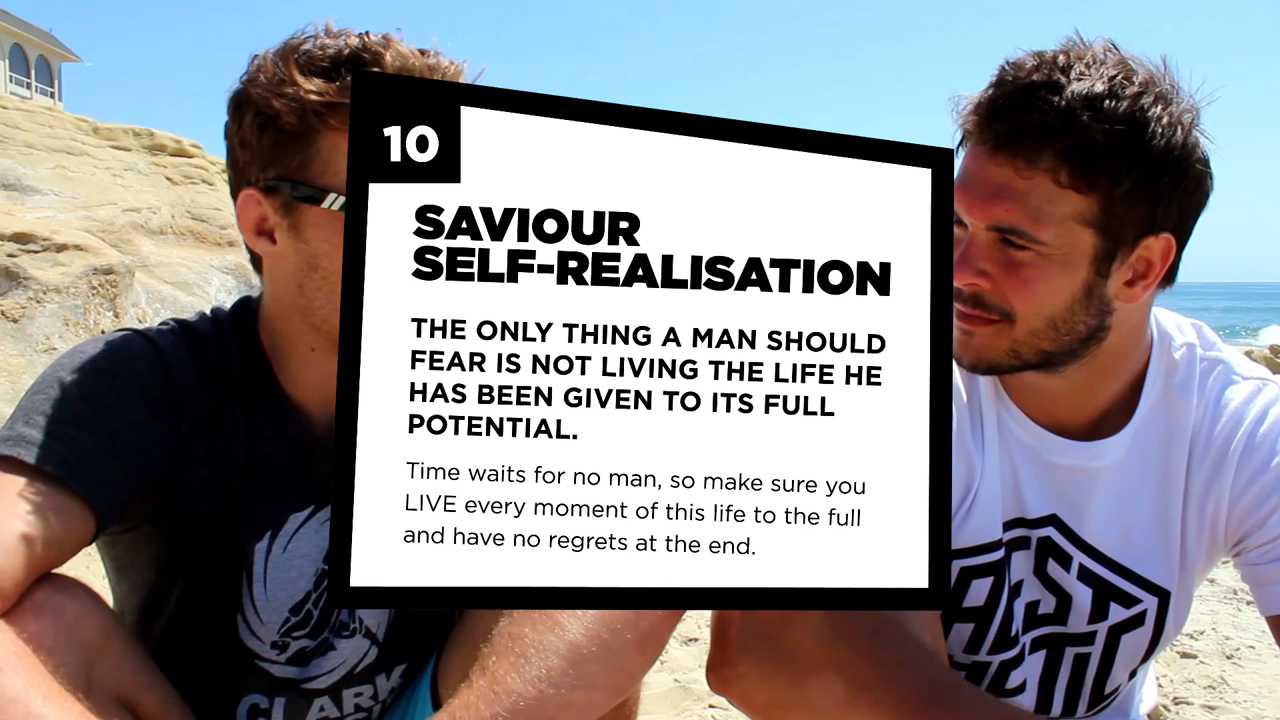 10
SAVIOUR
SELF-REALISATION
THE ONLY THING A MAN SHOULD
FEAR IS NOT LIVING THE LIFE HE
HAS BEEN GIVEN TO ITS FULL
POTENTIAL.
Time waits for no man, so make sure you
LIVE every moment of this life to the full
and have no regrets at the end.
CLARK